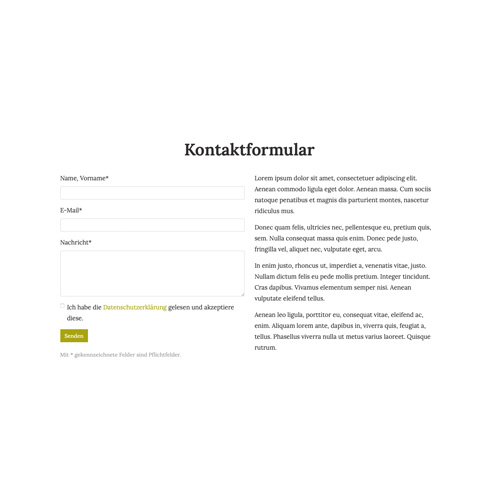 Kontaktformular
Name, Vorname*
E-Mail*
Nachricht*
Ich habe die Datenschutzerklärung gelesen und akzeptiere
diese.
Senden
Mit * gekennzeichnete Felder sind Pflichtfelder.
Lorem ipsum dolor sit amet, consectetuer adipiscing elit.
Aenean commodo ligula eget dolor. Aenean massa. Cum sociis
natoque penatibus et magnis dis parturient montes, nascetur
ridiculus mus.
Donec quam felis, ultricies nec, pellentesque eu, pretium quis,
sem. Nulla consequat massa quis enim. Donec pede justo,
fringilla vel, aliquet nec, vulputate eget, arcu.
In enim justo, rhoncus ut, imperdiet a, venenatis vitae, justo.
Nullam dictum felis eu pede mollis pretium. Integer tincidunt.
Cras dapibus. Vivamus elementum semper nisi. Aenean
vulputate eleifend tellus.
Aenean leo ligula, porttitor eu, consequat vitae, eleifend ac,
enim. Aliquam lorem ante, dapibus in, viverra quis, feugiat a,
tellus. Phasellus viverra nulla ut metus varius laoreet. Quisque
rutrum.